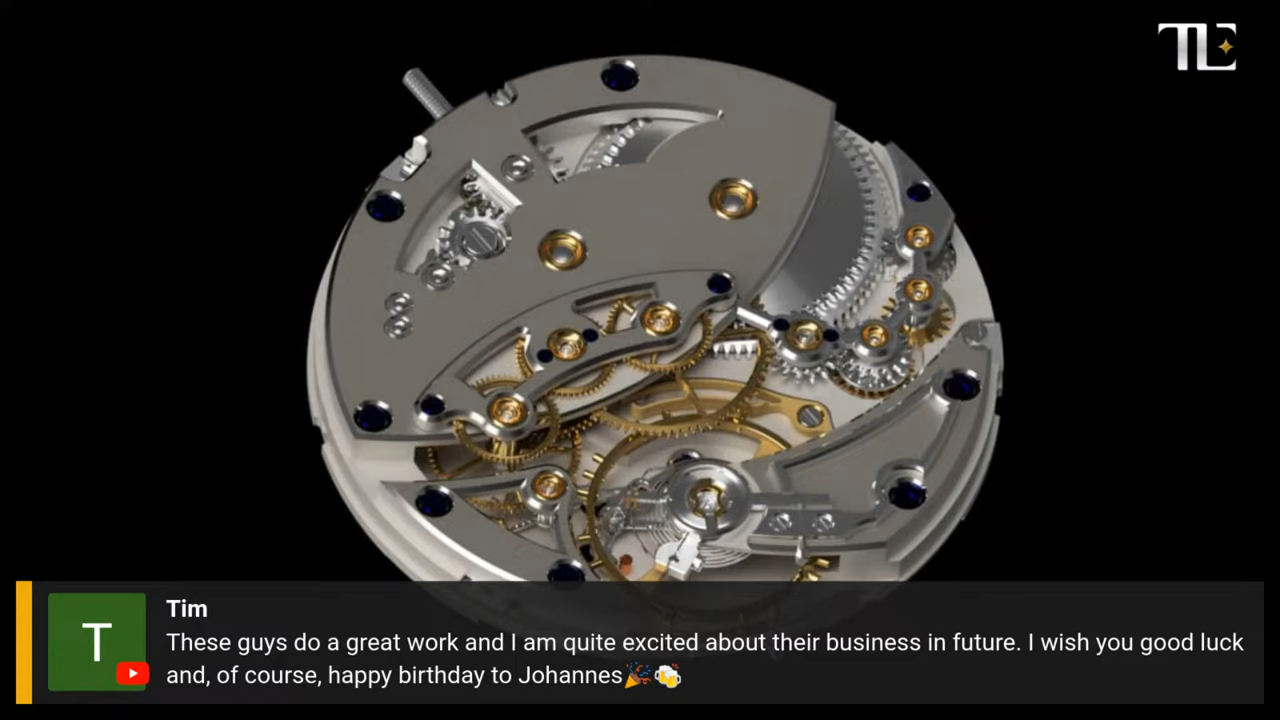 TLE
Tim
T
These guys do a great work and I am quite excited about their business in future. I wish you good luck
and, of course, happy birthday to Johannes🎉🍻